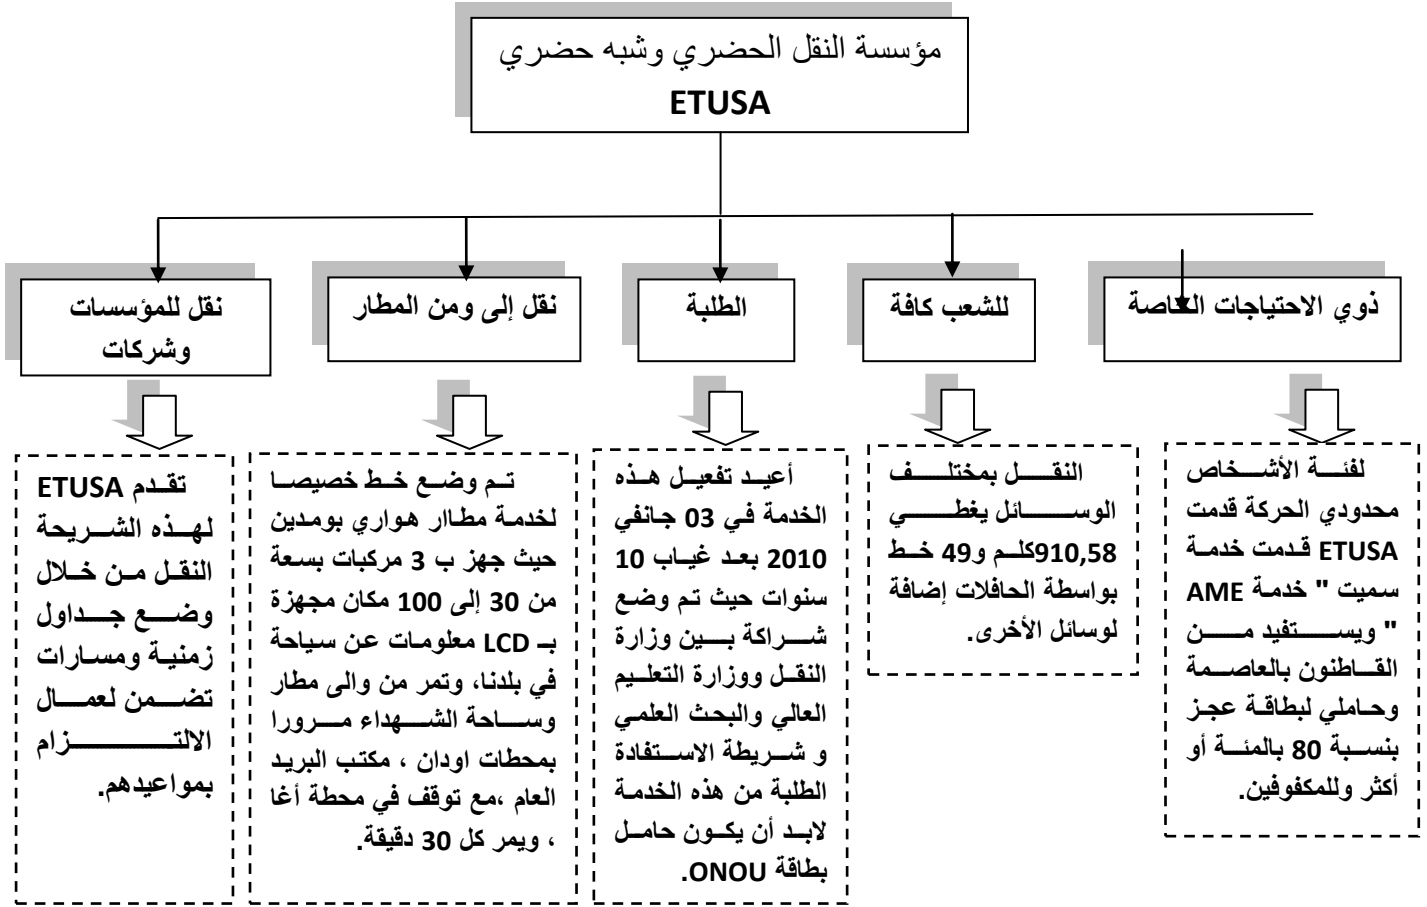 مؤسسة النقل الحضري وشبه حضري
ETUSA
ذوي الاحتياجات الخاصة
للشعب كافة
الطلبة
نقل إلى ومن المطار
نقل للمؤسسات
وشركات
لفئة الأشخاص
محدودي الحركة قدمت
ETUSA قدمت خدمة
سميت " خدمة AME
" ويستفيد من
القاطنون بالعاصمة
وحاملي لبطاقة عجز
بنسبة 80 بالمئة أو
أكثر وللمكفوفين.
النقل بمختلف
الوسائل يغطي
910,58كلم و49 خط
بواسطة الحافلات إضافة
لوسائل الأخرى.
أعيد تفعيل هذه
الخدمة في 03 جانفي
2010 بعد غياب 10
سنوات حيث تم وضع
شراكة بين وزارة
النقل ووزارة التعليم
العالي والبحث العلمي
و شريطة الاستفادة
الطلبة من هذه الخدمة
لابد أن يكون حامل
بطاقة ONOU.
تم وضع خط خصيصا
لخدمة مطاار هواري بومدين
حيث جهز ب 3 مركبات بسعة
من 30 إلى 100 مكان مجهزة
بـ LCD معلومات عن سياحة
في بلدنا، وتمر من والى مطار
وساحة الشهداء مرورا
بمحطات اودان ، مكتب البريد
العام ،مع توقف في محطة أغا
، ويمر كل 30 دقيقة.
تقدم ETUSA
لهذه الشريحة
النقل من خلال
وضع جداول
زمنية ومسارات
تضمن لعمال
الالتزام
بمواعيدهم.